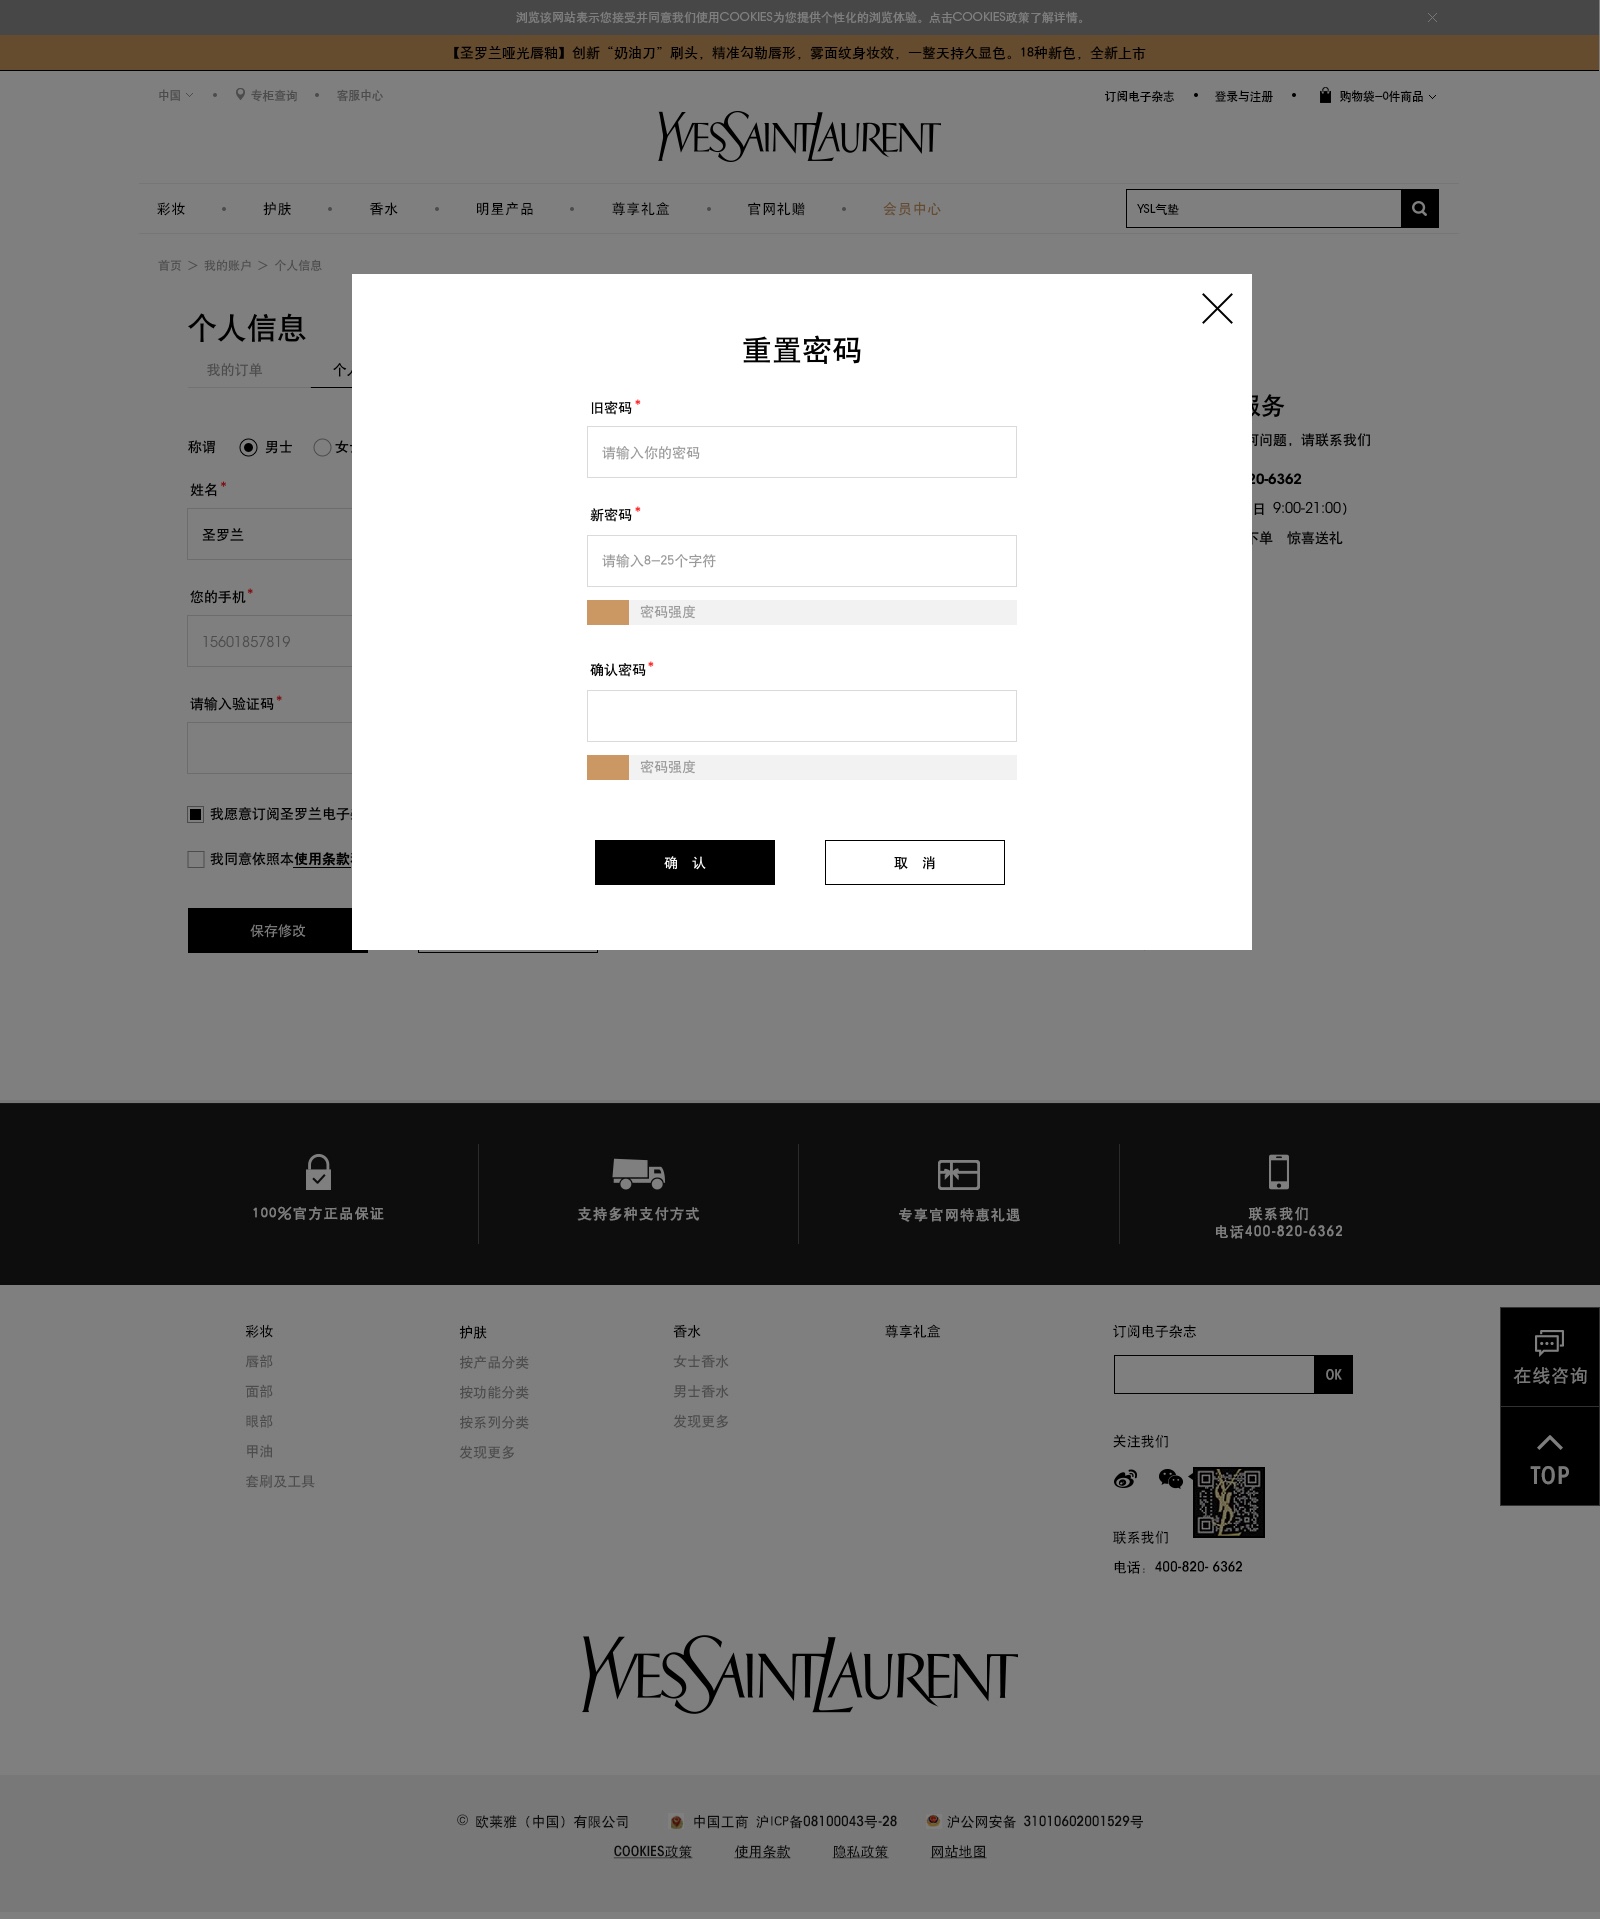 浏览该网站表示您接受并同意我们使用COOKIES为您提供个性化的浏览体验。点击COOKIES政策了解详情。
【圣罗兰哑光唇釉】创新“奶油刀”刷头，精准勾勒唇形，雾面纹身妆效，一整天持久显色。18种新色，全新上市
中国 专柜查询 客服中心 订阅电子杂志 登录与注册 购物袋—0件商品
YVESSAINTLAURENT
彩妆 护肤 香水 明星产品 尊享礼盒 官网礼赠 会员中心 YSL气垫
首页 > 我的账户 > 个人信息
个人信息
我的订单 个人
服务
何问题，请联系我们
20-6362
日 9:00-21:00）
下单 惊喜送礼
称谓 男士 女士
姓名*
圣罗兰
您的手机*
15601857819
请输入验证码*
我愿意订阅圣罗兰电子
我同意依照本使用条款
保存修改
重置密码
旧密码*
请输入你的密码
新密码*
请输入8—25个字符
密码强度
确认密码*
密码强度
确 认 取 消
100%官方正品保证 支持多种支付方式 专享官网特惠礼遇 联系我们
电话400-820-6362
彩妆
唇部
面部
眼部
甲油
套刷及工具
护肤
按产品分类
按功能分类
按系列分类
发现更多
香水
女士香水
男士香水
发现更多
尊享礼盒
订阅电子杂志
OK
关注我们
联系我们
电话：400-820- 6362
在线咨询
TOP
YVESSAINTLAURENT
© 欧莱雅（中国）有限公司 中国工商 沪ICP备08100043号-28 沪公网安备 31010602001529号
COOKIES政策 使用条款 隐私政策 网站地图